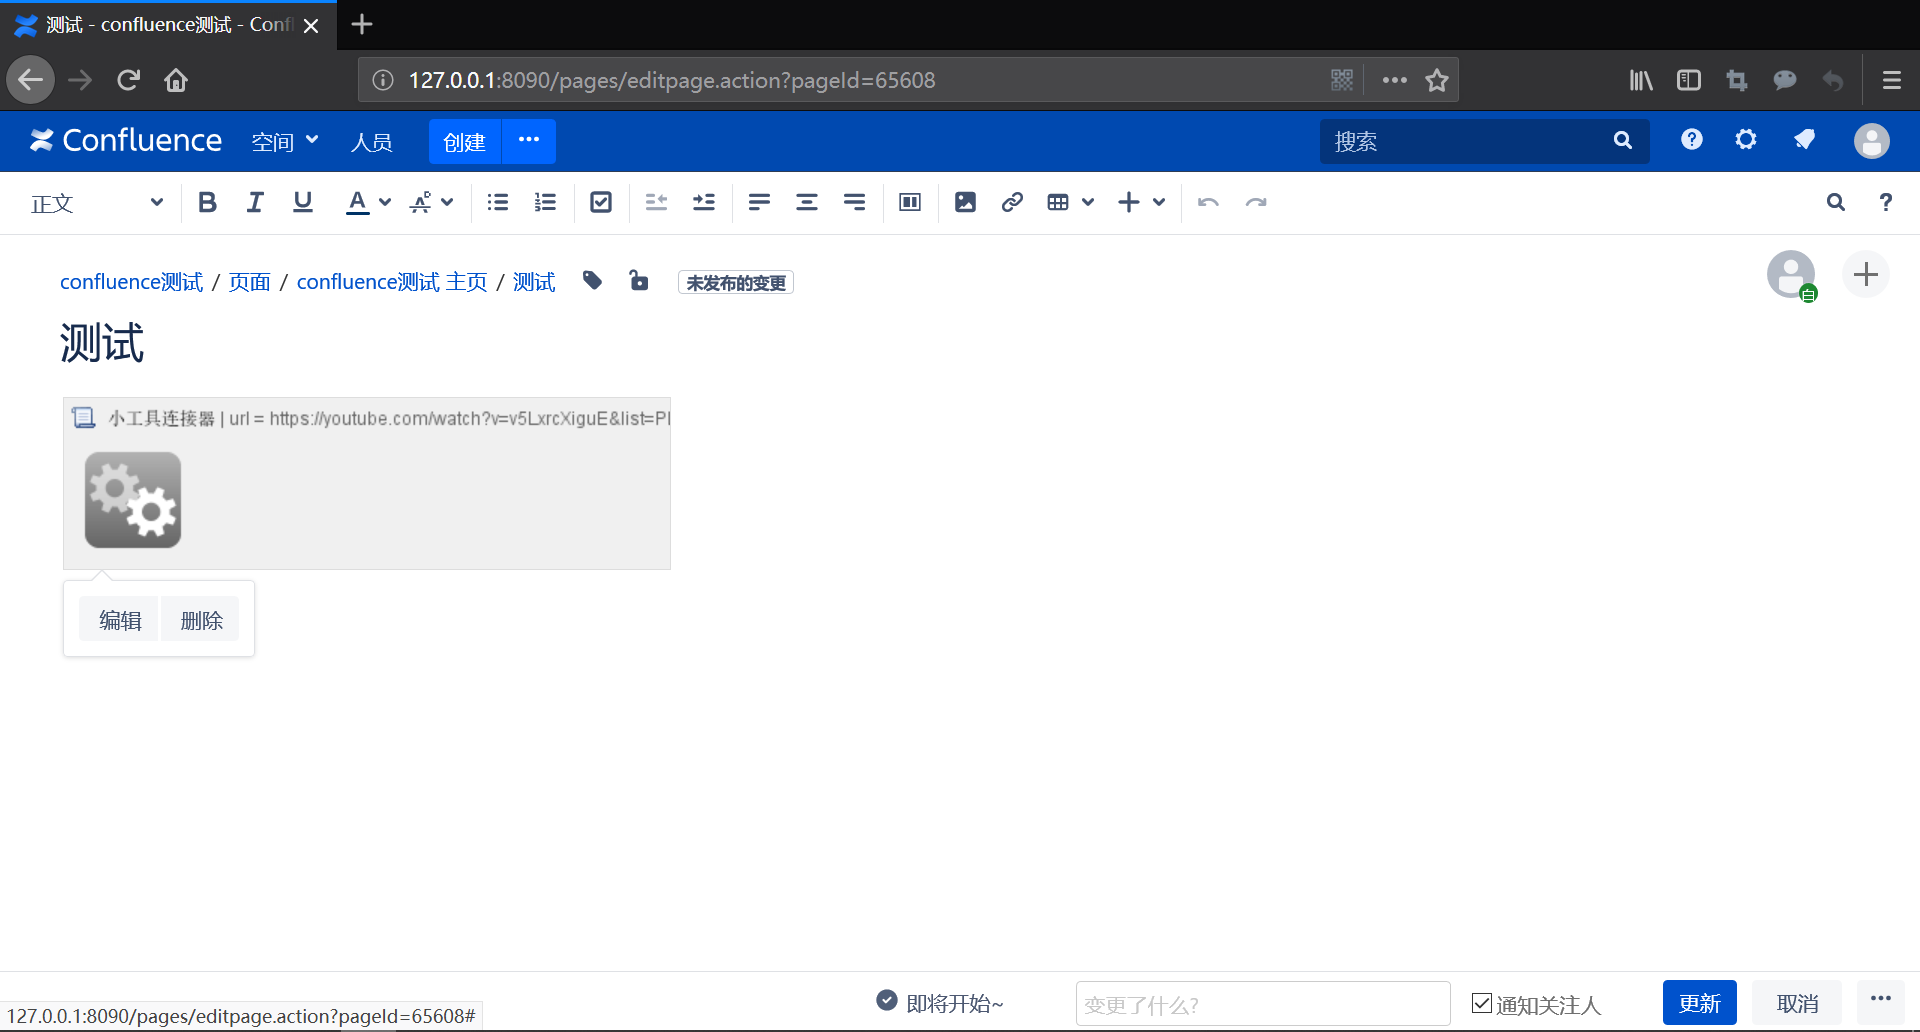 测试 - confluence测试 - Conf
127.0.0.1:8090/pages/editpage.action?pageId=65608
Confluence 空间 人员 创建 搜索
正文
confluence测试 / 页面 / confluence测试 主页 / 测试 未发布的变更
测试
小工具连接器 | url = https://youtube.com/watch?v=v5LxrcXiguE&list=Pl
编辑 删除
即将开始~ 变更了什么? 通知关注人 更新 取消
127.0.0.1:8090/pages/editpage.action?pageId=65608#